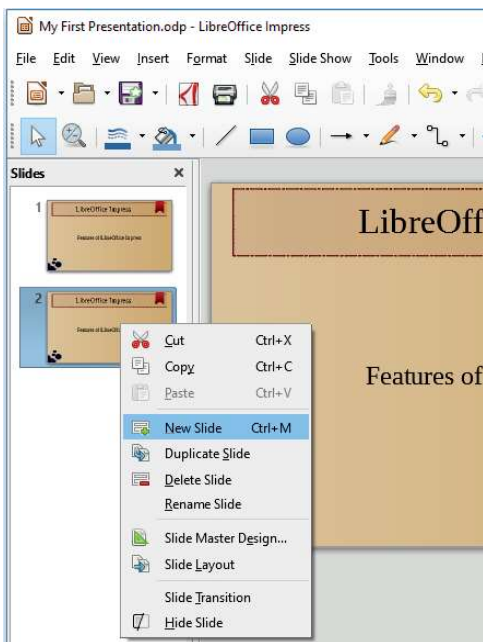 My First Presentation.odp - LibreOffice Impress
File Edit View Insert Format Slide Slide Show Tools Window
Slides
1
LibreOffice Impress
Features of LibreOffice Impress
2
LibreOffice Impress
LibreOff
Features of
Cut Ctrl+X
Copy Ctrl+C
Paste Ctrl+V
New Slide Ctrl+M
Duplicate Slide
Delete Slide
Rename Slide
Slide Master Design...
Slide Layout
Slide Transition
Hide Slide